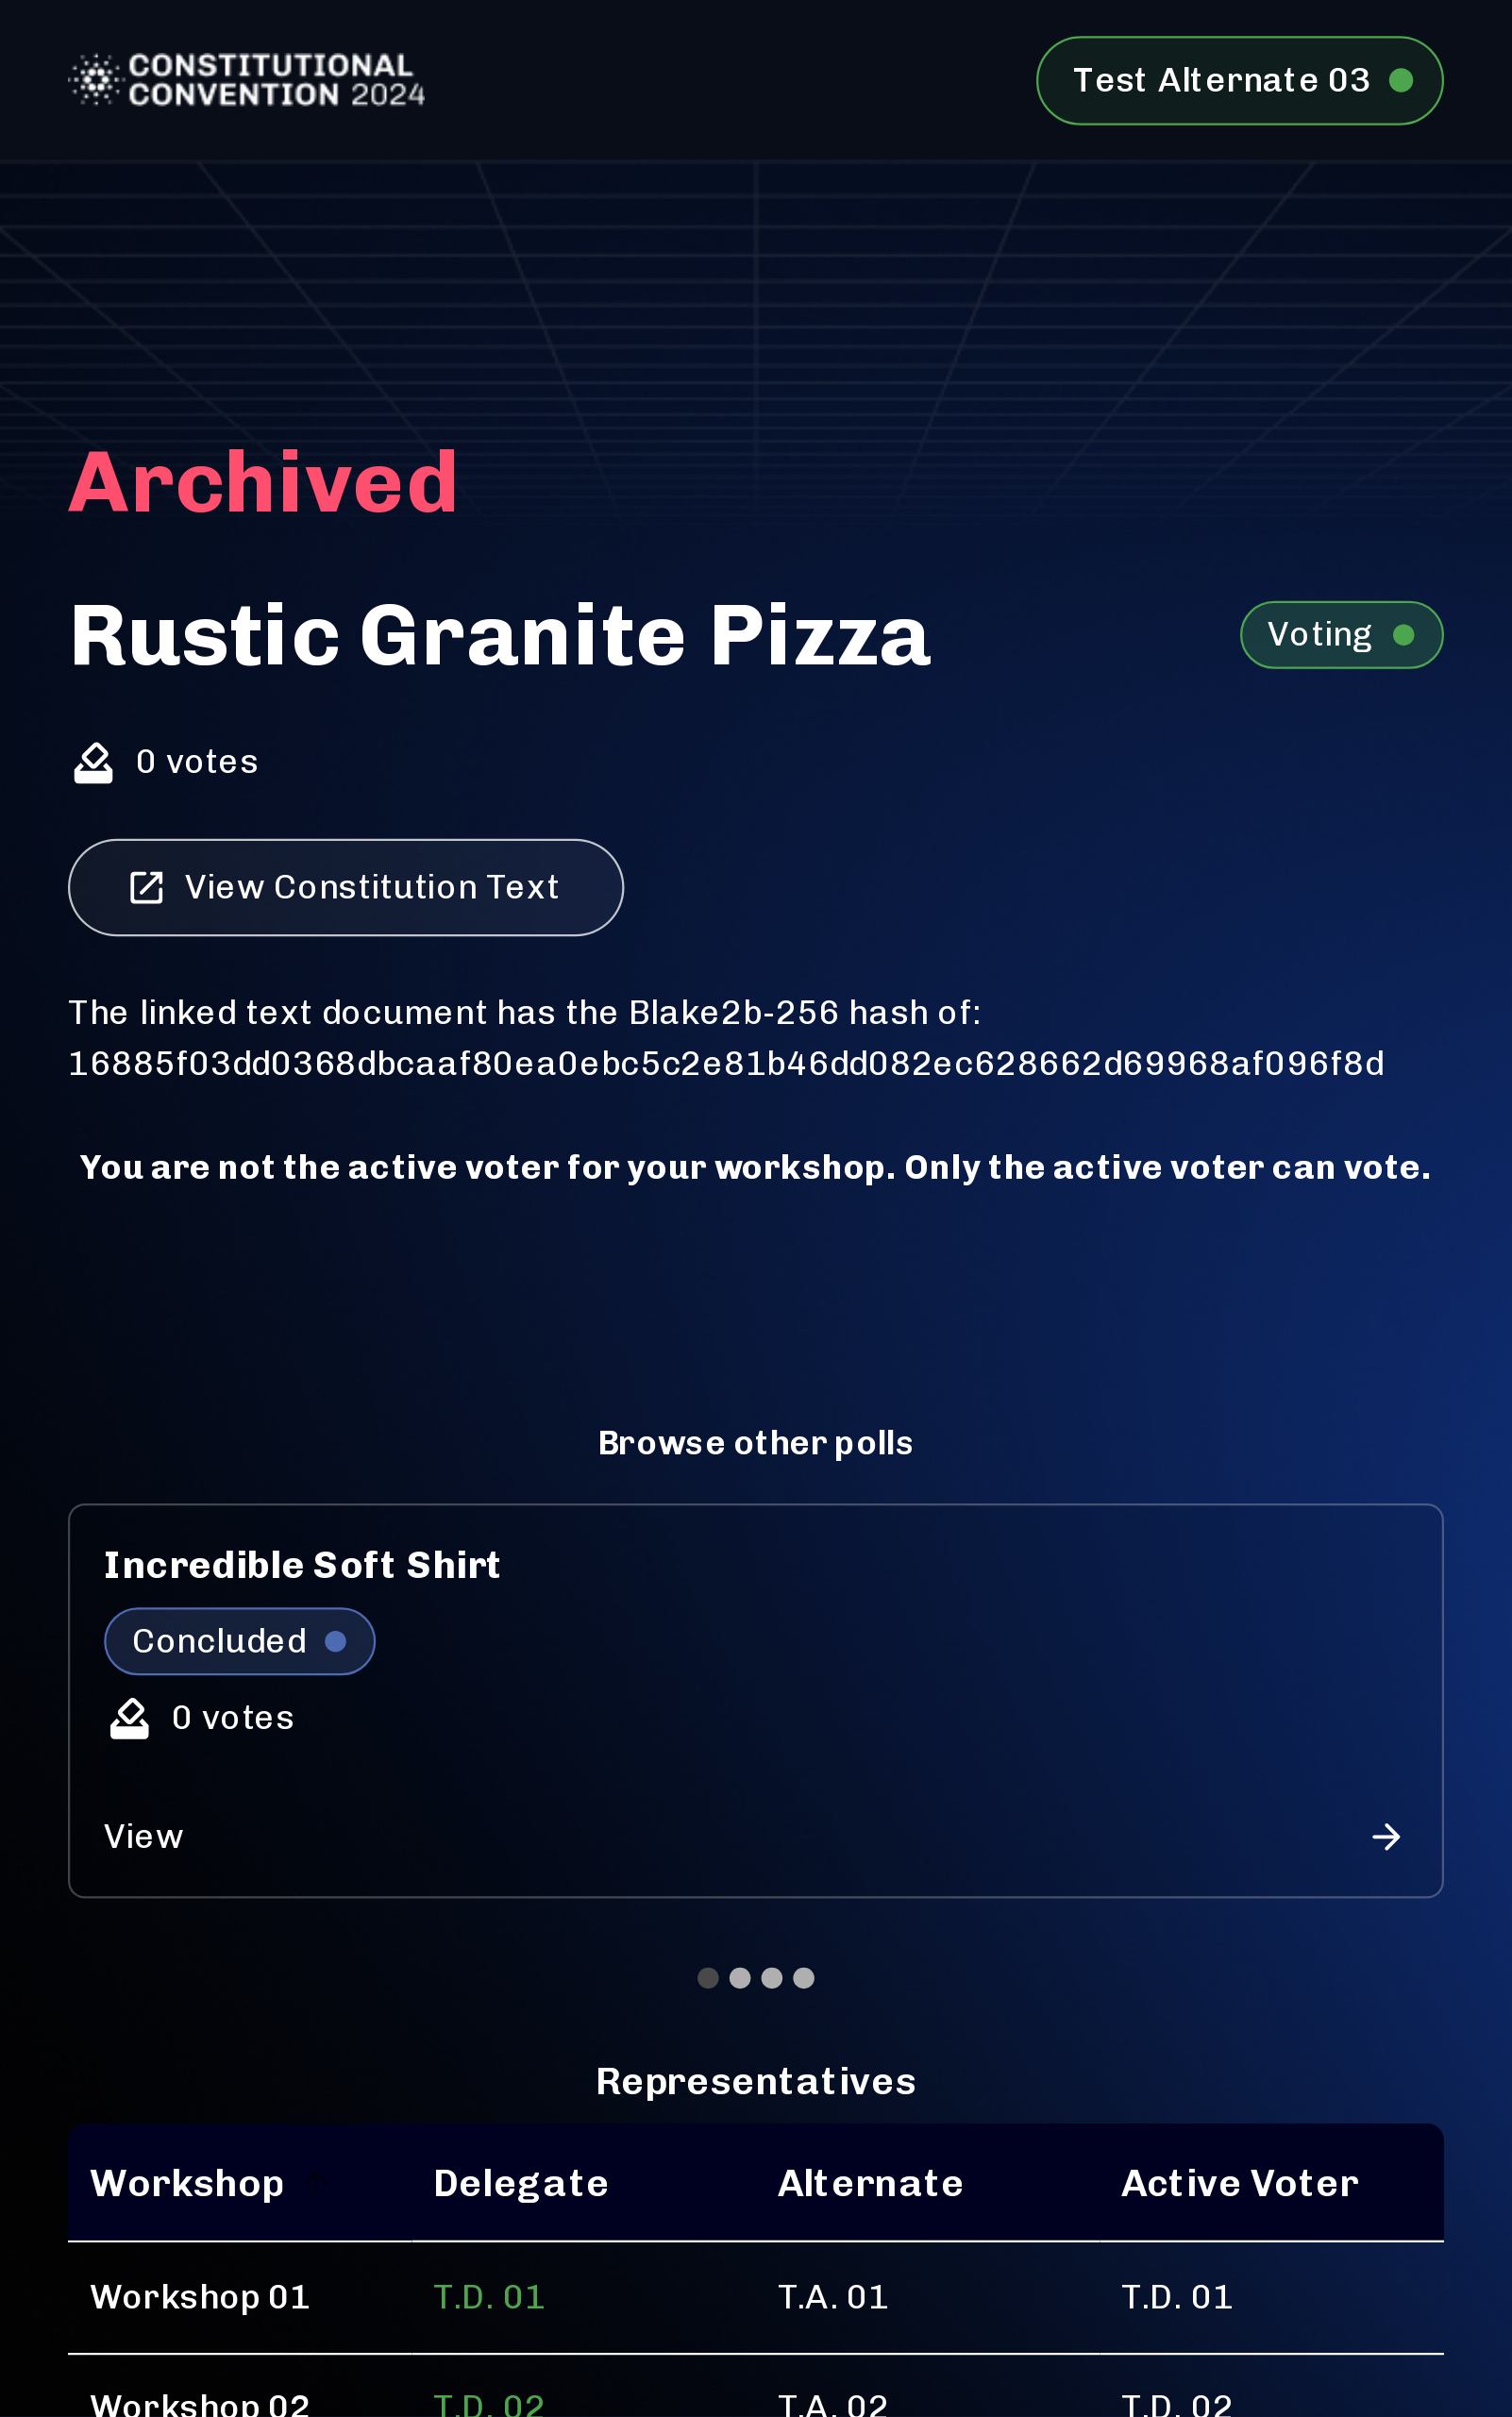 CONSTITUTIONAL
CONVENTION 2024
Test Alternate 03
Archived
Rustic Granite Pizza
Voting
0 votes
View Constitution Text
The linked text document has the Blake2b-256 hash of:
16885f03dd0368dbcaaf80ea0ebc5c2e81b46dd082ec628662d69968af096f8d
You are not the active voter for your workshop. Only the active voter can vote.
Browse other polls
Incredible Soft Shirt
Concluded
0 votes
View
Representatives
Workshop Delegate Alternate Active Voter
Workshop 01 T.D. 01 T.A. 01 T.D. 01
Workshop 02 T.D. 02 T.A. 02 T.D. 02